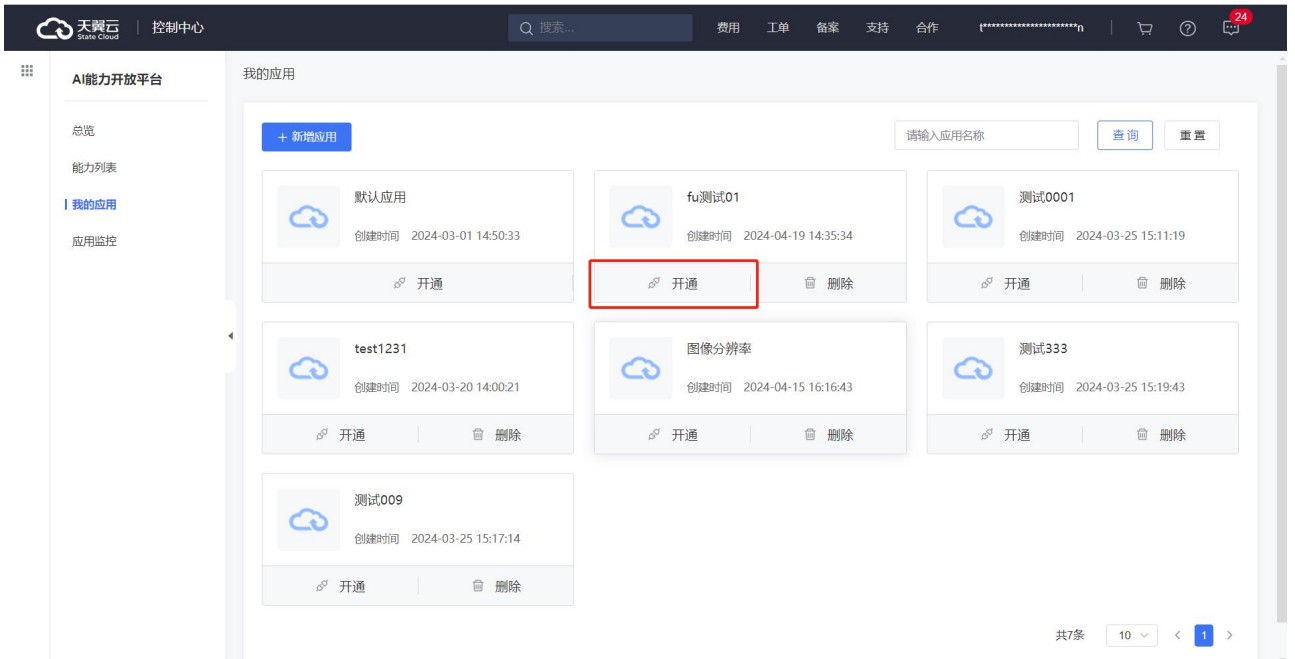 天翼云 State Cloud 控制中心 搜索... 费用 工单 备案 支持 合作 t**********************n 24
AI能力开放平台
总览
能力列表
我的应用
应用监控
我的应用
+ 新增应用 请输入应用名称 查询 重置
默认应用
创建时间 2024-03-01 14:50:33
开通
fu测试01
创建时间 2024-04-19 14:35:34
开通 删除
测试0001
创建时间 2024-03-25 15:11:19
开通 删除
test1231
创建时间 2024-03-20 14:00:21
开通 删除
图像分辨率
创建时间 2024-04-15 16:16:43
开通 删除
测试333
创建时间 2024-03-25 15:19:43
开通 删除
测试009
创建时间 2024-03-25 15:17:14
开通 删除
共7条 10 1